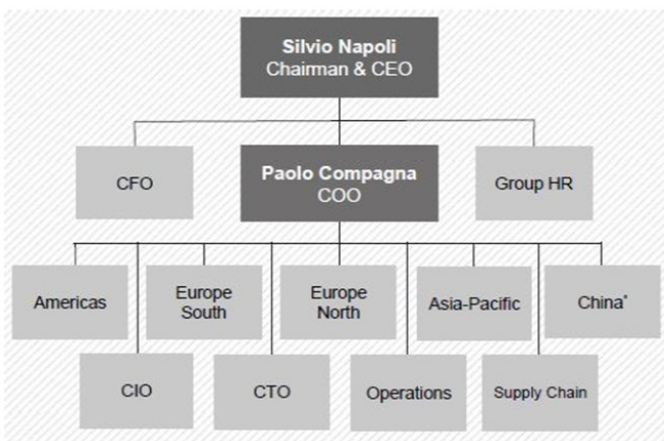 Silvio Napoli
Chairman & CEO
CFO
Paolo Compagna
COO
Group HR
Americas
Europe
South
Europe
North
Asia-Pacific
China*
CIO
CTO
Operations
Supply Chain